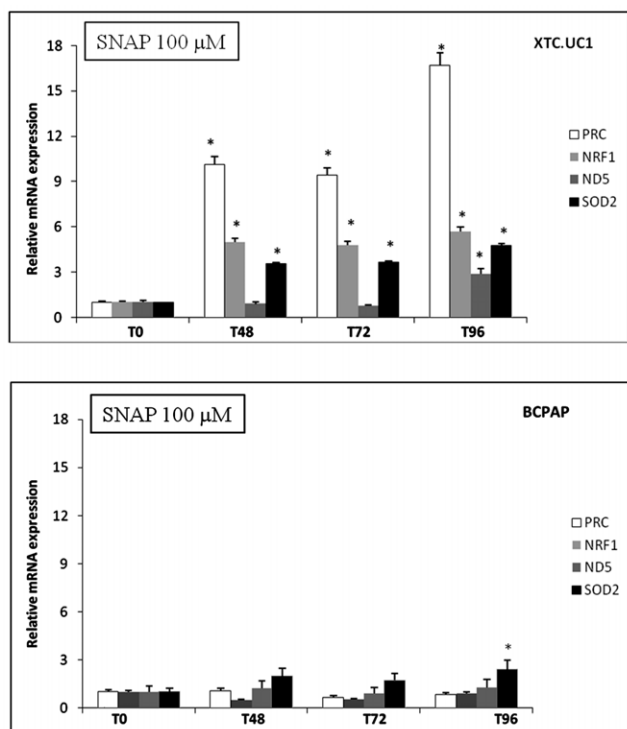 SNAP 100 μM
XTC.UC1
Relative mRNA expression
18
15
12
9
6
3
0
* * * * * * * * * *
PRC
NRF1
ND5
SOD2
T0 T48 T72 T96
SNAP 100 μM
BCPAP
Relative mRNA expression
18
15
12
9
6
3
0
*
PRC
NRF1
ND5
SOD2
T0 T48 T72 T96